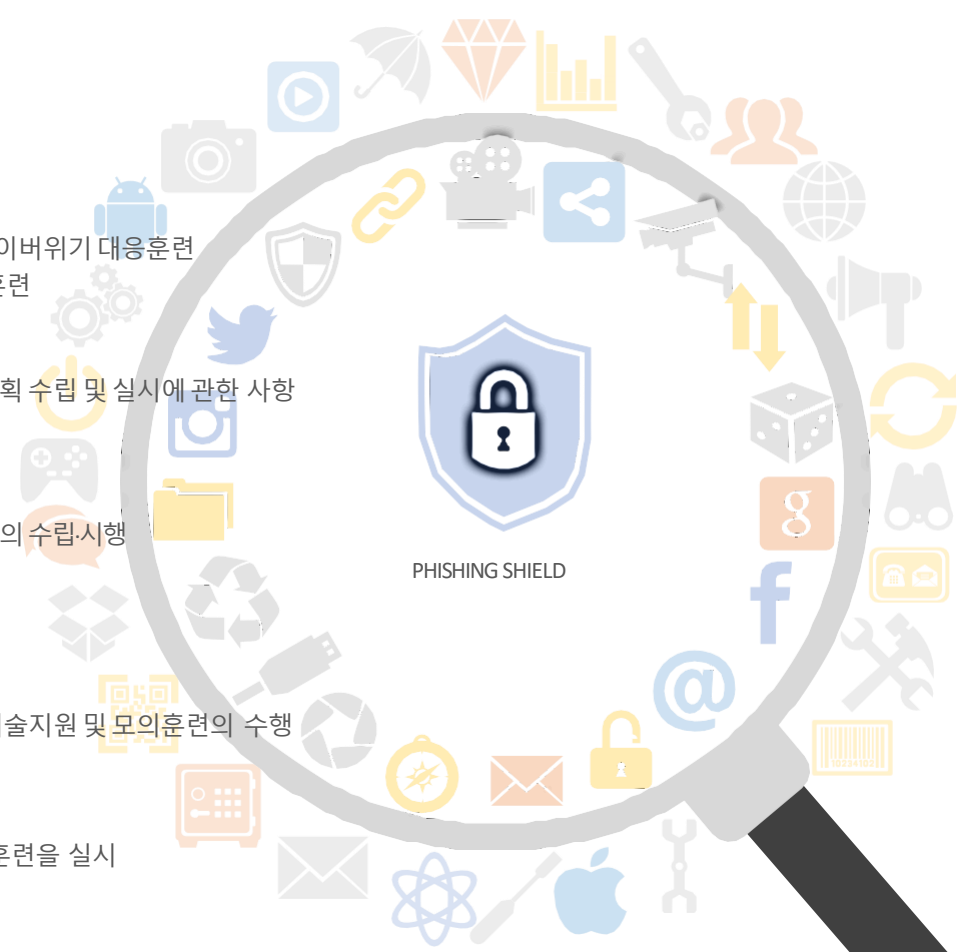 이버위기 대응훈련
훈련
획 수립 및 실시에 관한 사항
의 수립·시행
PHISHING SHIELD
술지원 및 모의훈련의 수행
훈련을 실시